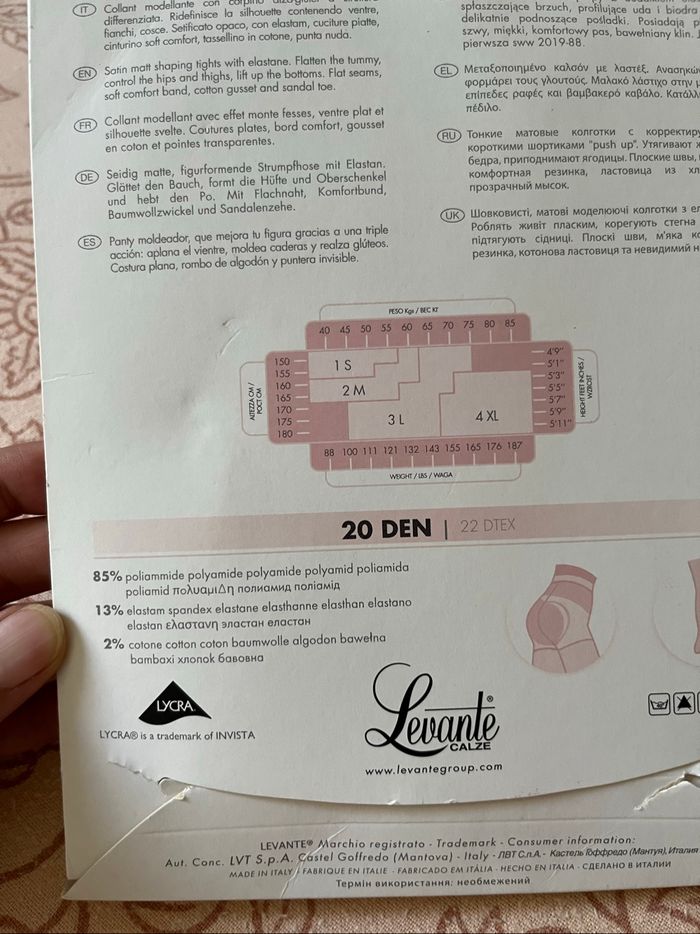 IT Collant modellante con
differenziata. Ridefinisce la silhouette contenendo ventre,
fianchi, cosce. Setificato opaco, con elastam, cuciture piatte,
cinturino soft comfort, tassellino in cotone, punta nuda.
EN Satin matt shaping tights with elastane. Flatten the tummy,
control the hips and thighs, lift up the bottoms. Flat seams,
soft comfort band, cotton gusset and sandal toe.
FR Collant modellant avec effet monte fesses, ventre plat et
silhouette svelte. Coutures plates, bord comfort, gousset
en coton et pointes transparentes.
DE Seidig matte, figurformende Strumpfhose mit Elastan.
Glättet den Bauch, formt die Hüfte und Oberschenkel
und hebt den Po. Mit Flachnaht, Komfortbund,
Baumwollzwickel und Sandalenzehe.
ES Panty moldeador, que mejora tu figura gracias a una triple
acción: aplana el vientre, moldea caderas y realza glúteos.
Costura plana, rombo de algodón y puntera invisible.
spłaszczające brzuch, profilujące uda i biodra
delikatnie podnoszące pośladki. Posiadają p
szwy, miękki, komfortowy pas, bawełniany klin. J
pierwsza sww 2019-88.
EL Μεταξοποιημένο καλσόν με λαστέξ. Ανασηκών
φορμάρει τους γλουτούς. Μαλακό λάστιχο στην μ
επίπεδες ραφές και βαμβακερό καβάλο. Κατάλλ
πέδιλο.
RU Тонкие матовые колготки с корректиру
короткими шортиками "push up". Утягивают ж
бедра, приподнимают ягодицы. Плоские швы,
комфортная резинка, ластовица из хл
прозрачный мысок.
UK Шовковисті, матові моделюючі колготки з ел
Роблять живіт пласким, корегують стегна
підтягують сідниці. Плоскі шви, м'яка ко
резинка, котонова ластовиця та невидимий н
PESO Kgs / ВЕС КГ
40 45 50 55 60 65 70 75 80 85
ALTEZZA CM / РОСТ СМ
150
155
160
165
170
175
180
1 S
2 M
3 L
4 XL
4'9"
5'1"
5'3"
5'5"
5'7"
5'9"
5'11"
HEIGHT FEET INCHES / WZROST
88 100 111 121 132 143 155 165 176 187
WEIGHT / LBS / WAGA
20 DEN | 22 DTEX
85% poliammide polyamide polyamide polyamid poliamida
poliamid πολυαμιΔη полиамид поліамід
13% elastam spandex elastane elasthanne elasthan elastano
elastan ελαστανη эластан еластан
2% cotone cotton coton baumwolle algodon bawełna
bambaxi хлопок бавовна
LYCRA
LYCRA® is a trademark of INVISTA
Levante®
CALZE
www.levantegroup.com
LEVANTE® Marchio registrato - Trademark - Consumer information:
Aut. Conc. LVT S.p.A. Castel Goffredo (Mantova) - Italy - ЛВТ С.п.А.- Кастель Гоффредо (Мантуя), Италия
MADE IN ITALY / FABRIQUE EN ITALIE - FABRICADO EM ITÁLIA - HECHO EN ITALIA - СДЕЛАНО В ИТАЛИИ
Термін використання: необмежений